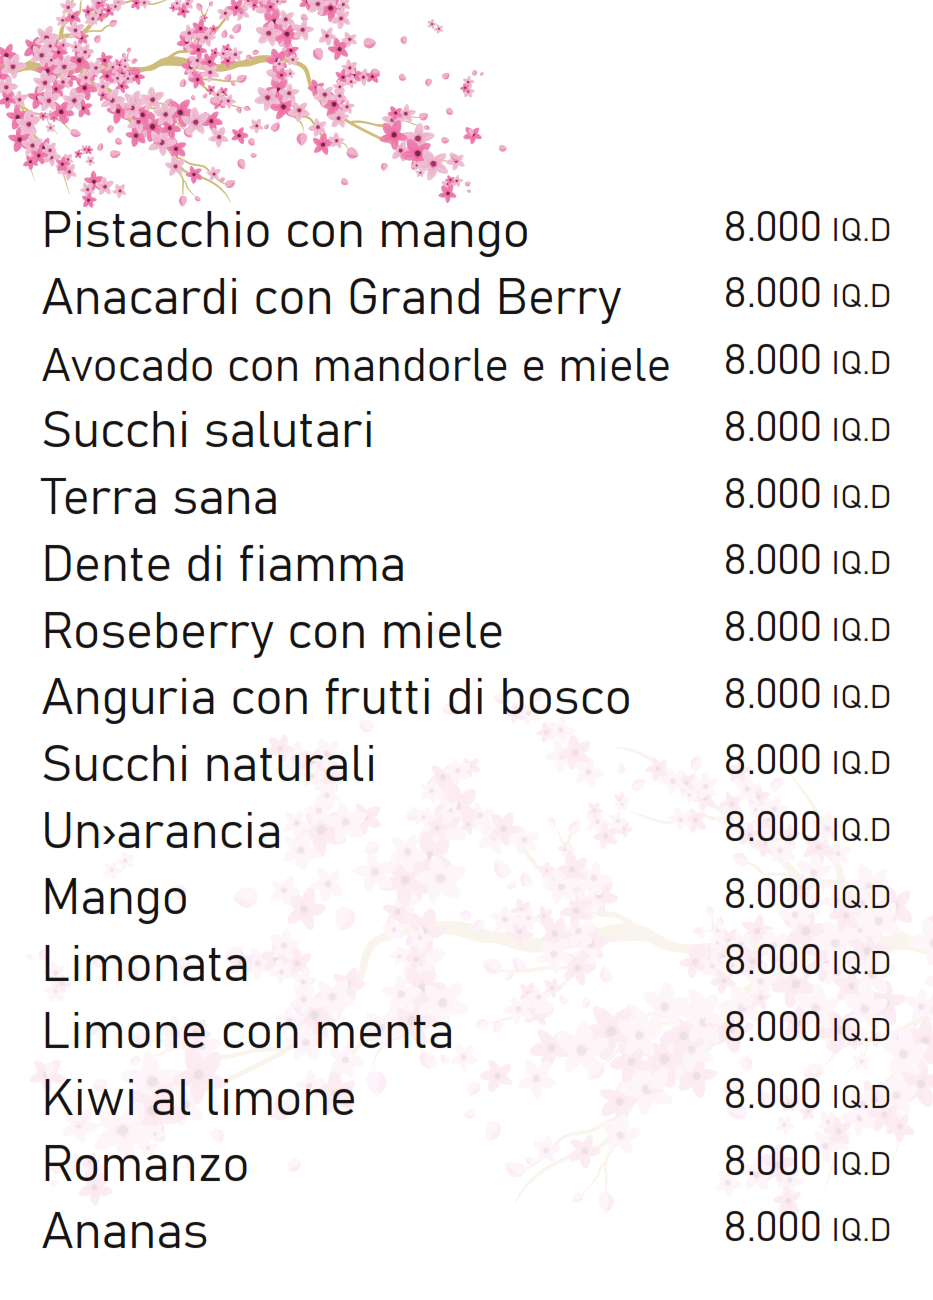 Pistacchio con mango 8.000 IQ.D
Anacardi con Grand Berry 8.000 IQ.D
Avocado con mandorle e miele 8.000 IQ.D
Succhi salutari 8.000 IQ.D
Terra sana 8.000 IQ.D
Dente di fiamma 8.000 IQ.D
Roseberry con miele 8.000 IQ.D
Anguria con frutti di bosco 8.000 IQ.D
Succhi naturali 8.000 IQ.D
Un›arancia 8.000 IQ.D
Mango 8.000 IQ.D
Limonata 8.000 IQ.D
Limone con menta 8.000 IQ.D
Kiwi al limone 8.000 IQ.D
Romanzo 8.000 IQ.D
Ananas 8.000 IQ.D